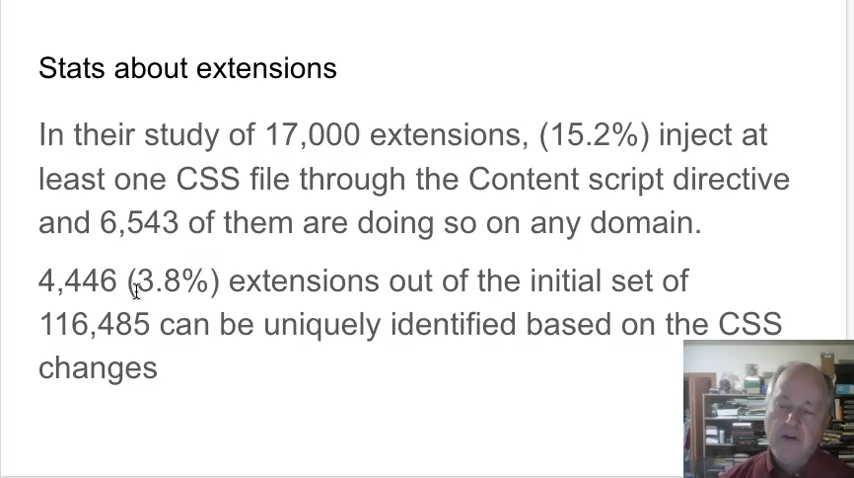 Stats about extensions
In their study of 17,000 extensions, (15.2%) inject at
least one CSS file through the Content script directive
and 6,543 of them are doing so on any domain.
4,446 (3.8%) extensions out of the initial set of
116,485 can be uniquely identified based on the CSS
changes